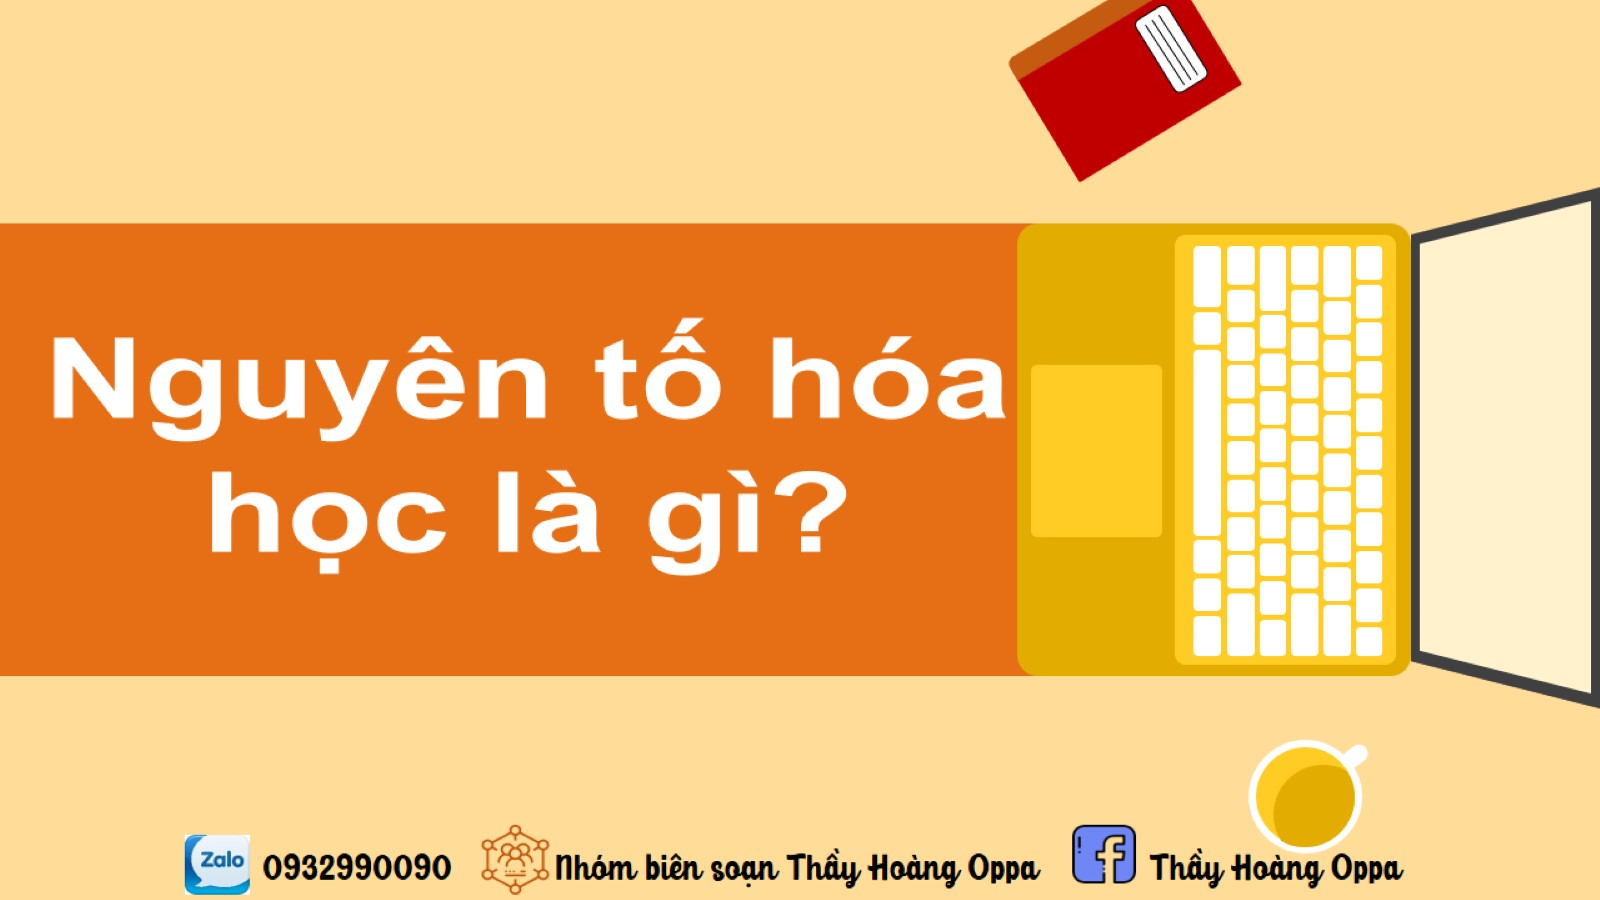 Nguyên tố hóa
học là gì?
Zalo 0932990090 Nhóm biên soạn Thầy Hoàng Oppa f Thầy Hoàng Oppa